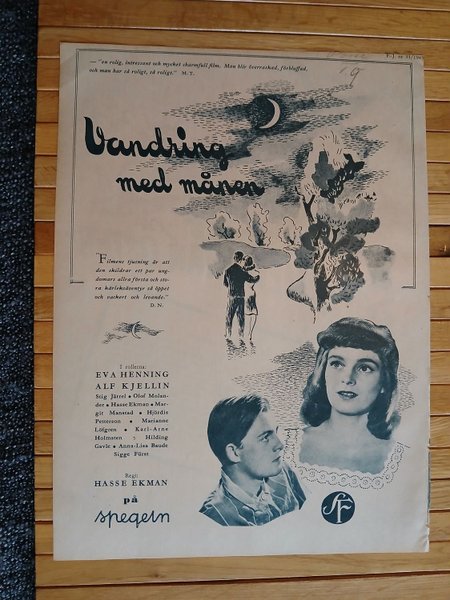 — "en rolig, intressant och mycket charmfull film. Man blir överraskad, förbluffad,
och man har så roligt, så roligt." M. T.
Vandring
med månen
"Filmens tjusning är att
den skildrar ett par ung-
domars allra första och sto-
ra kärleksäventyr så öppet
och vackert och levande."
D. N.
I rollerna:
EVA HENNING
ALF KJELLIN
Stig Järrel • Olof Molan-
der • Hasse Ekman • Mar-
git Manstad • Hjördis
Petterson • Marianne
Löfgren • Karl-Arne
Holmsten • Hilding
Gavle • Anna-Lisa Baude
Sigge Fürst
Regi:
HASSE EKMAN
på
spegeln
SF